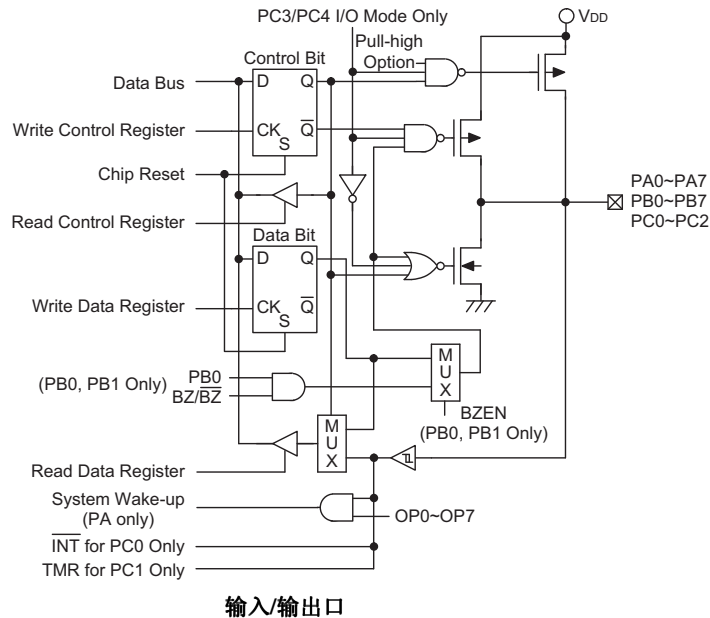 PC3/PC4 I/O Mode Only
VDD
Pull-high
Option
Control Bit
Data Bus
D Q
Write Control Register
CK Q̅
S
Chip Reset
PA0~PA7
PB0~PB7
PC0~PC2
Read Control Register
Data Bit
D Q
Write Data Register
CK Q̅
S
PB0
(PB0, PB1 Only)
BZ/B̅Z̅
M
U
X
BZEN
(PB0, PB1 Only)
M
U
X
Read Data Register
System Wake-up
(PA only)
OP0~OP7
I̅N̅T̅ for PC0 Only
TMR for PC1 Only
输入/输出口